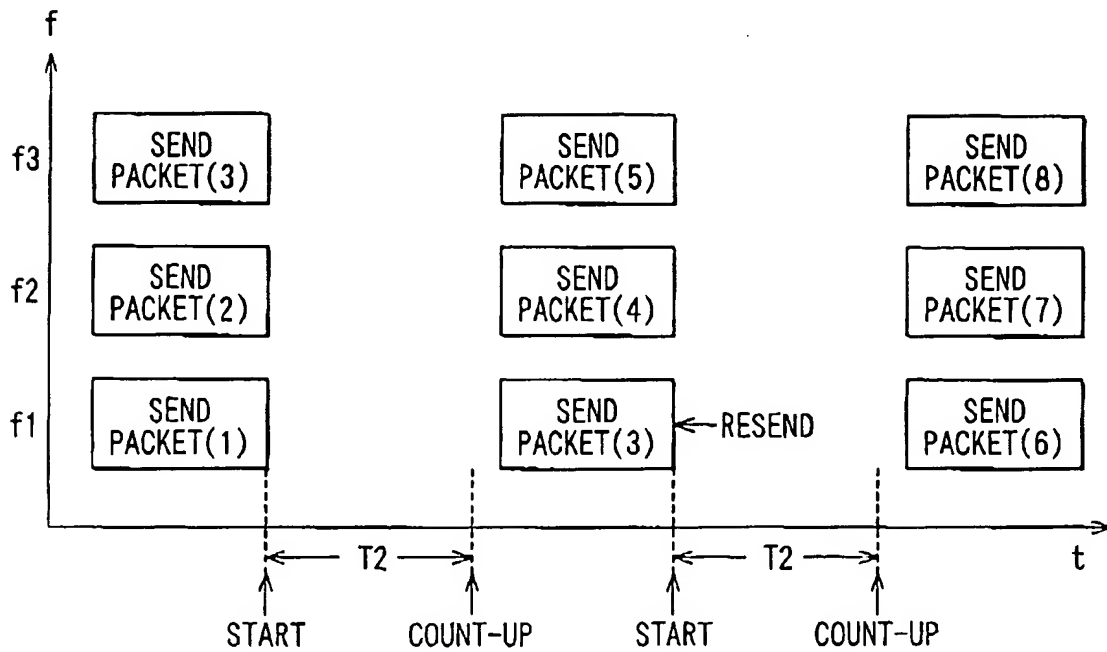 f
f3
SEND
PACKET(3)
SEND
PACKET(5)
SEND
PACKET(8)
f2
SEND
PACKET(2)
SEND
PACKET(4)
SEND
PACKET(7)
f1
SEND
PACKET(1)
SEND
PACKET(3)
RESEND
SEND
PACKET(6)
T2
T2
t
START
COUNT-UP
START
COUNT-UP